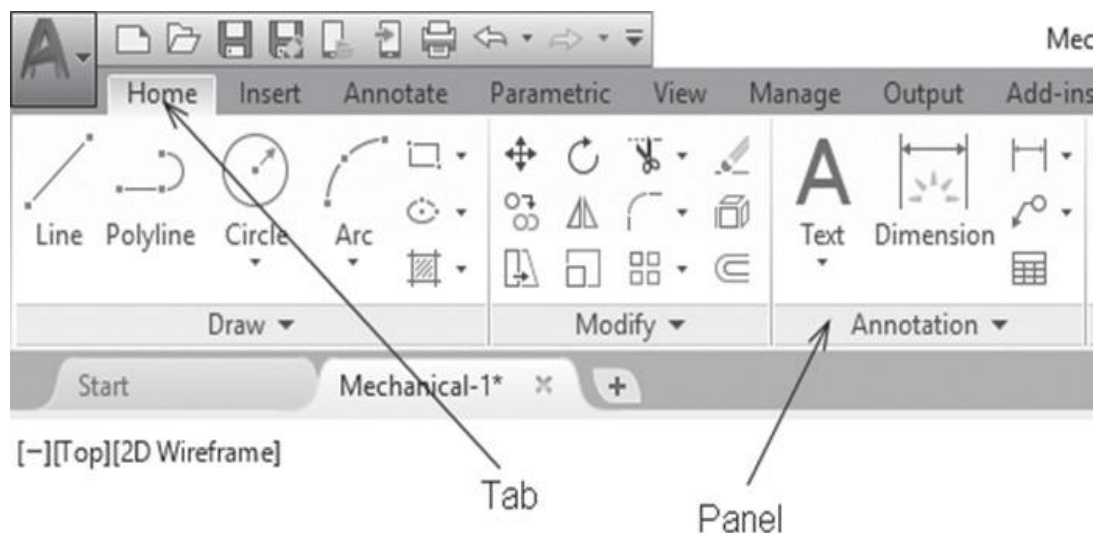 Mec
Home Insert Annotate Parametric View Manage Output Add-ins
Line Polyline Circle Arc Text Dimension
Draw Modify Annotation
Start Mechanical-1*
[−][Top][2D Wireframe]
Tab
Panel